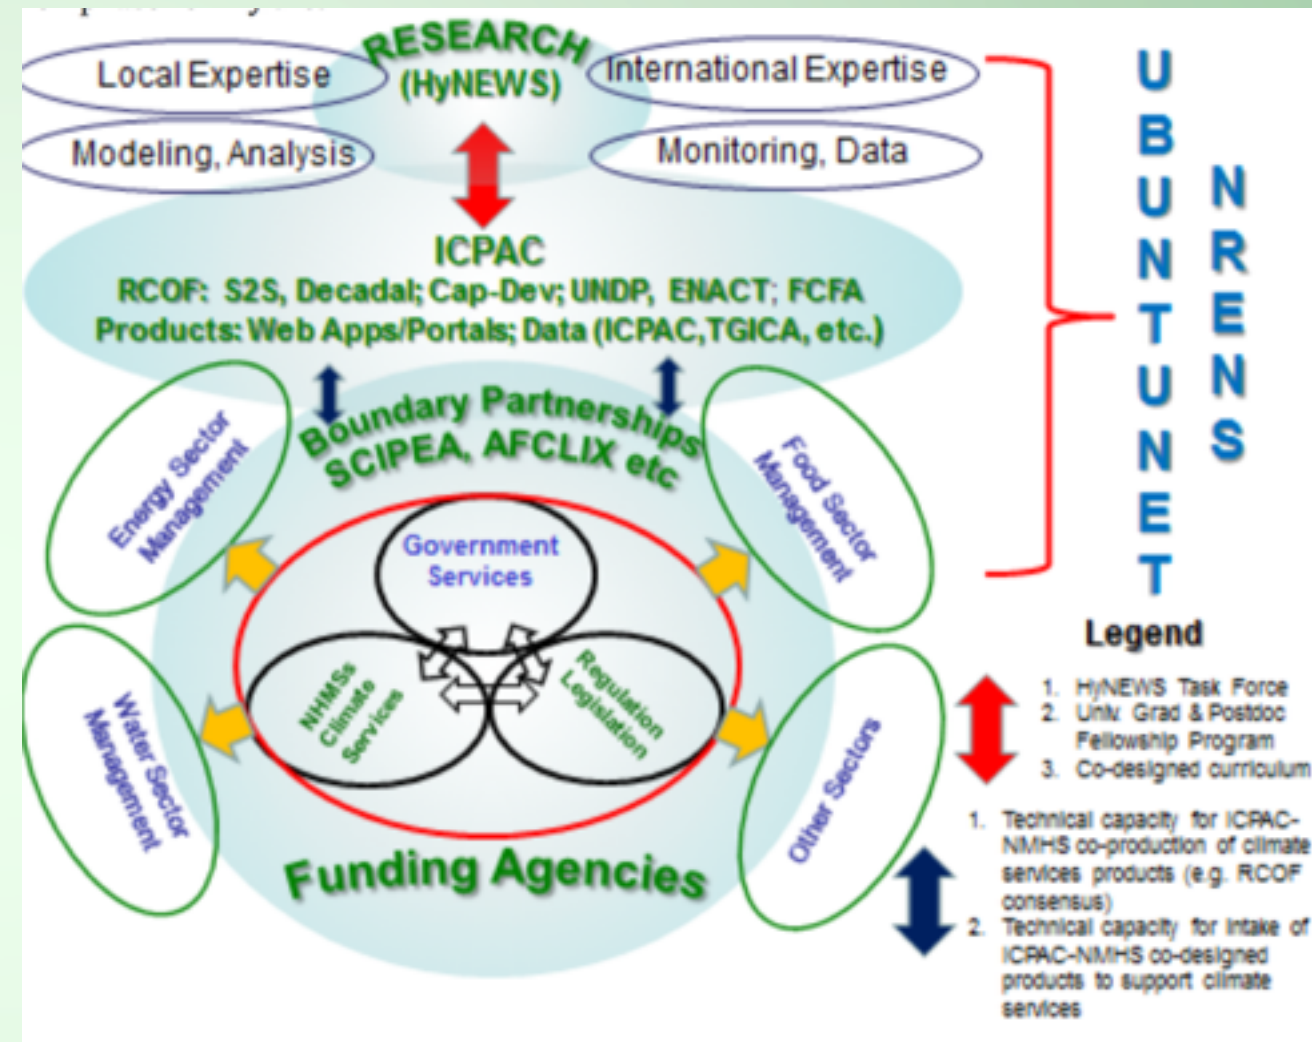 RESEARCH
(HyNEWS)
Local Expertise
International Expertise
Modeling, Analysis
Monitoring, Data
ICPAC
RCOF: S2S, Decadal; Cap-Dev; UNDP, ENACT; FCFA
Products: Web Apps/Portals; Data (ICPAC,TGICA, etc.)
Boundary Partnerships
SCIPEA, AFCLIX etc
Energy Sector
Management
Food Sector
Management
Government
Services
NHMSs
Climate
Services
Regulation
Legislation
Water Sector
Management
Other Sectors
Funding Agencies
UBUNTUNET
NRENS
Legend
1. HyNEWS Task Force
2. Univ. Grad & Postdoc
Fellowship Program
3. Co-designed curriculum
1. Technical capacity for ICPAC-
NMHS co-production of climate
services products (e.g. RCOF
consensus)
2. Technical capacity for Intake of
ICPAC-NMHS co-designed
products to support climate
services